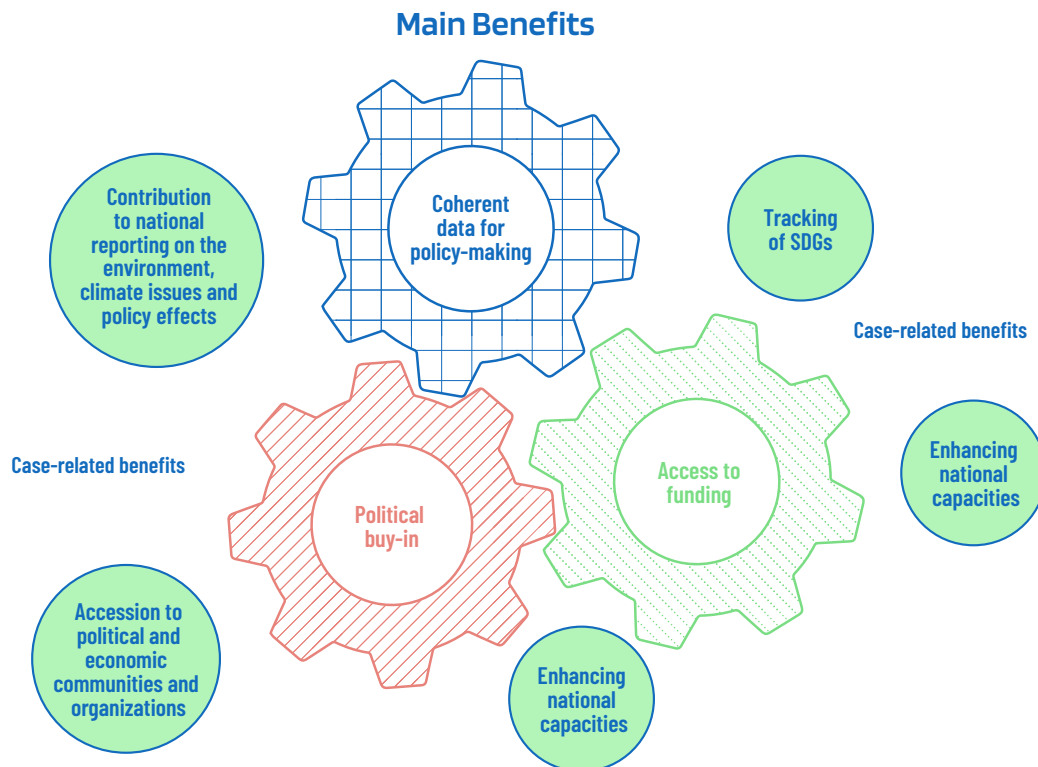 Main Benefits
Contribution
to national
reporting on the
environment,
climate issues and
policy effects
Coherent
data for
policy-making
Tracking
of SDGs
Case-related benefits
Case-related benefits
Enhancing
national
capacities
Access to
funding
Political
buy-in
Accession to
political and
economic
communities and
organizations
Enhancing
national
capacities